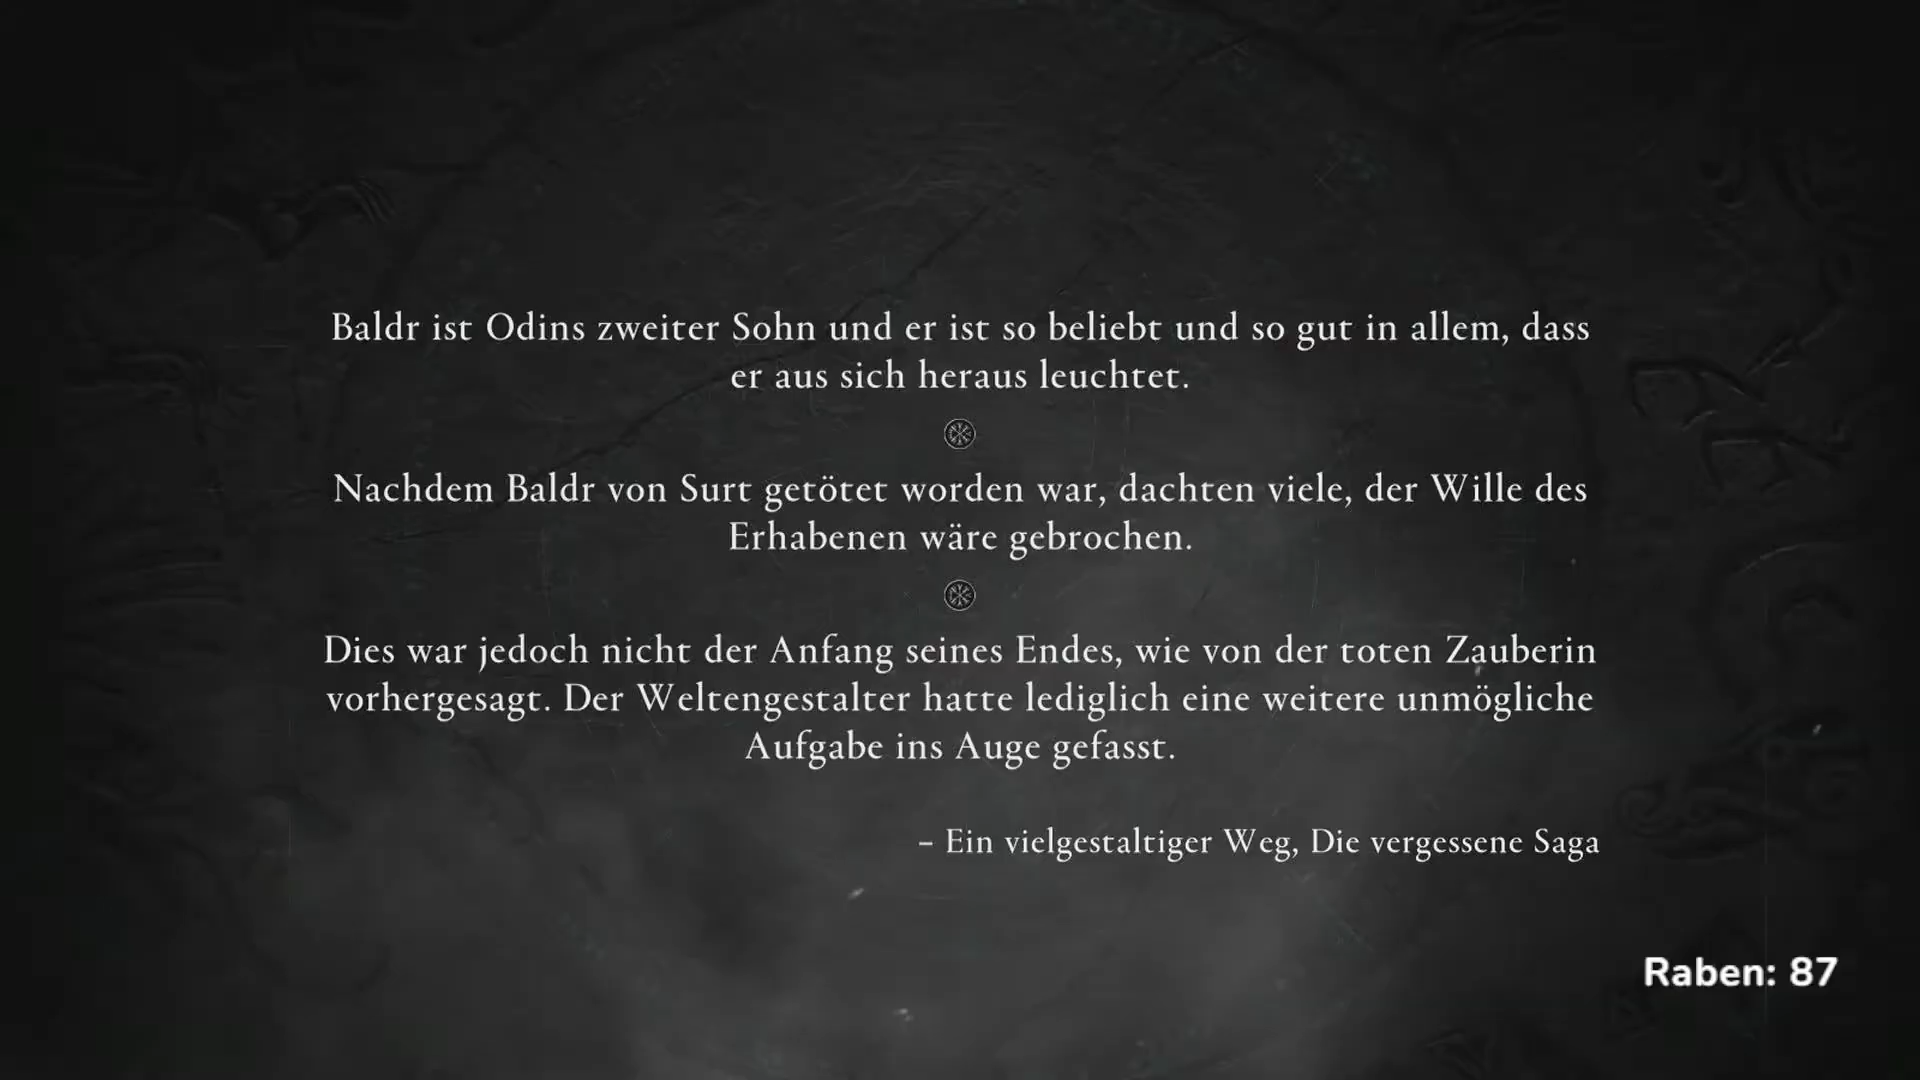 Baldr ist Odins zweiter Sohn und er ist so beliebt und so gut in allem, dass
er aus sich heraus leuchtet.
Nachdem Baldr von Surt getötet worden war, dachten viele, der Wille des
Erhabenen wäre gebrochen.
Dies war jedoch nicht der Anfang seines Endes, wie von der toten Zauberin
vorhergesagt. Der Weltengestalter hatte lediglich eine weitere unmögliche
Aufgabe ins Auge gefasst.
– Ein vielgestaltiger Weg, Die vergessene Saga
Raben: 87